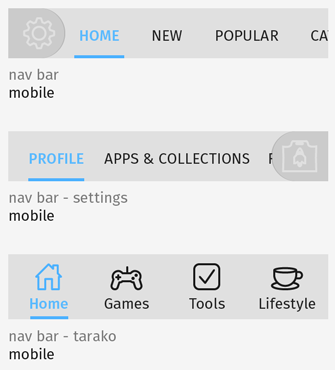 HOME NEW POPULAR CA
nav bar
mobile
PROFILE APPS & COLLECTIONS
nav bar - settings
mobile
Home Games Tools Lifestyle
nav bar - tarako
mobile